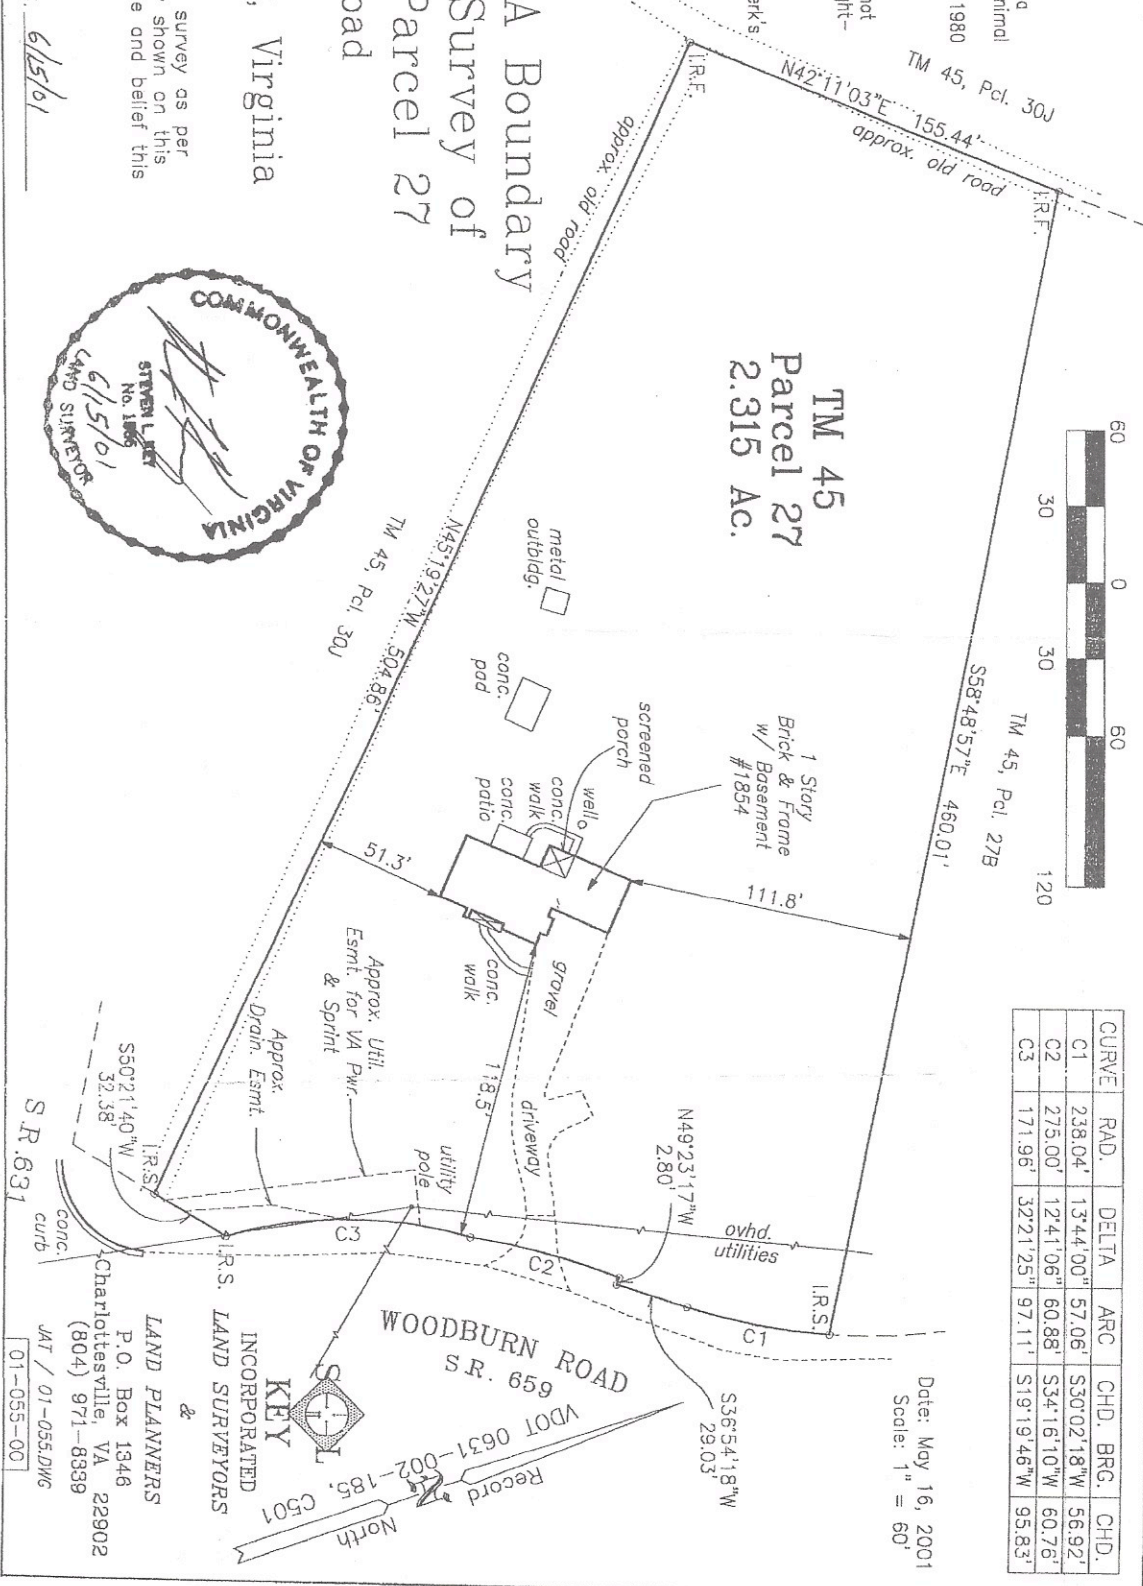 CURVE RAD. DELTA ARC CHD. BRG. CHD.
C1 238.04' 13°44'00" 57.06' S30°02'18"W 56.92'
C2 275.00' 12°41'06" 60.88' S34°16'10"W 60.76'
C3 171.96' 32°21'25" 97.11' S19°19'46"W 95.83'
Date: May 16, 2001
Scale: 1" = 60'
60 30 0 30 60 120
TM 45, Pcl. 30J
N42°11'03"E 155.44'
approx. old road
I.R.F.
I.R.F.
TM 45, Pcl. 27B
S58°48'57"E 460.01'
I.R.S.
TM 45
Parcel 27
2.315 Ac.
1 Story
Brick & Frame
w/ Basement
#1854
screened
porch
well
conc.
walk
conc.
patio
metal
outbldg.
conc.
pad
111.8'
51.3'
118.5'
gravel
driveway
conc.
walk
N49°23'17"W
2.80'
S36°54'18"W
29.03'
ovhd.
utilities
utility
pole
C1
C2
C3
Approx. Util.
Esmt. for VA Pwr.
& Sprint
Approx.
Drain. Esmt.
S50°21'40"W
32.38'
I.R.S.
I.R.S.
conc.
curb
S.R. 631
approx. old road
N45°19'27"W 504.86'
TM 45, Pcl. 30J
WOODBURN ROAD
S.R. 659
VDOT 0631-002-185, C501
Record
North
S L
KEY
INCORPORATED
LAND SURVEYORS
&
LAND PLANNERS
P.O. Box 1346
Charlottesville, VA 22902
(804) 971-8339
JAT / 01-055.DWG
01-055-00
a
nimal
1980
not
ght-
erk's
A Boundary
Survey of
Parcel 27
oad
, Virginia
survey as per
shown on this
e and belief this
6/15/01
COMMONWEALTH OF VIRGINIA
STEVEN L. KEY
No.
6/15/01
LAND SURVEYOR